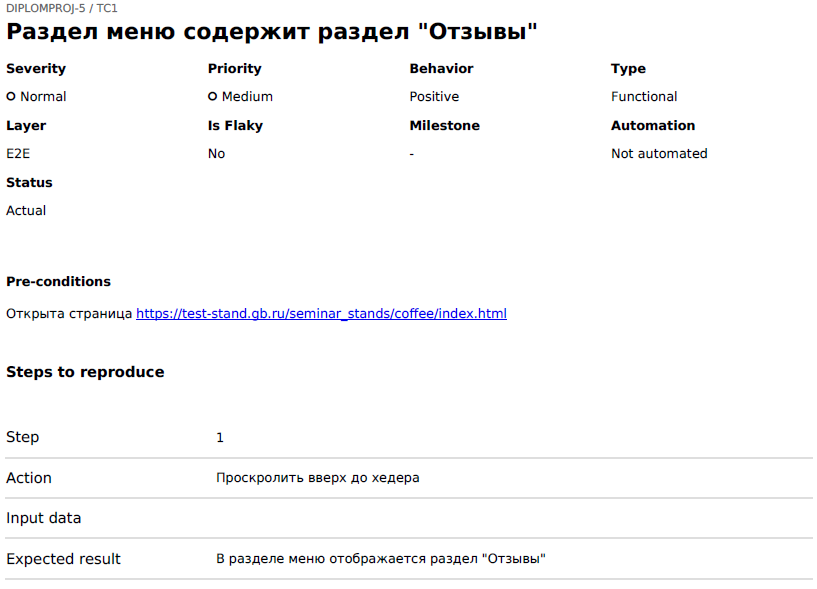 DIPLOMPROJ-5 / TC1
Раздел меню содержит раздел "Отзывы"
Severity Priority Behavior Type
Normal Medium Positive Functional
Layer Is Flaky Milestone Automation
E2E No - Not automated
Status
Actual
Pre-conditions
Открыта страница https://test-stand.gb.ru/seminar_stands/coffee/index.html
Steps to reproduce
Step 1
Action Проскролить вверх до хедера
Input data
Expected result В разделе меню отображается раздел "Отзывы"